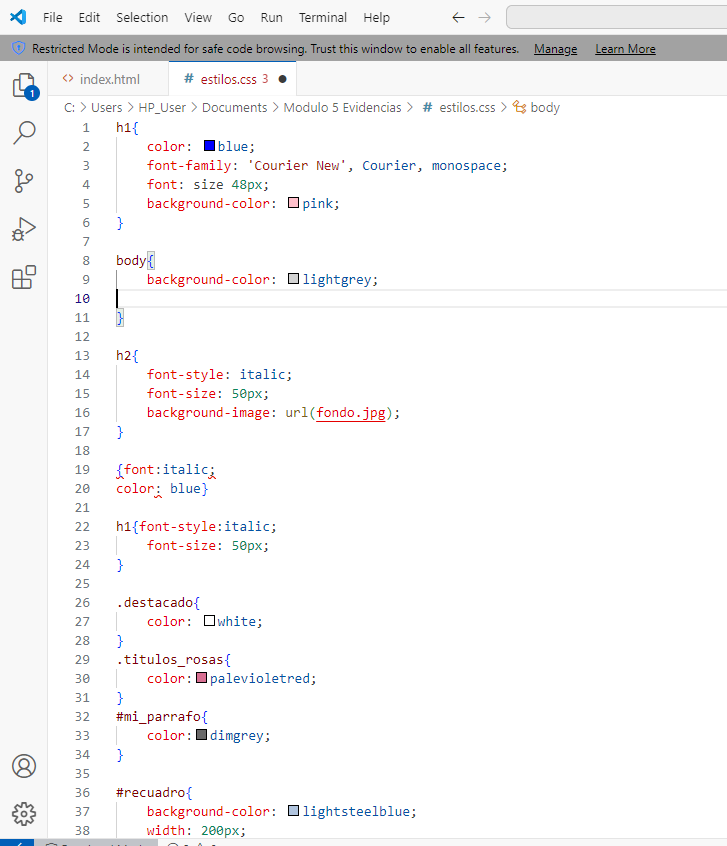 File Edit Selection View Go Run Terminal Help
Restricted Mode is intended for safe code browsing. Trust this window to enable all features. Manage Learn More
1
index.html
# estilos.css 3
C: > Users > HP_User > Documents > Modulo 5 Evidencias > # estilos.css > body
1 h1{
2 color: blue;
3 font-family: 'Courier New', Courier, monospace;
4 font: size 48px;
5 background-color: pink;
6 }
7
8 body{
9 background-color: lightgrey;
10
11 }
12
13 h2{
14 font-style: italic;
15 font-size: 50px;
16 background-image: url(fondo.jpg);
17 }
18
19 {font:italic;
20 color: blue}
21
22 h1{font-style:italic;
23 font-size: 50px;
24 }
25
26 .destacado{
27 color: white;
28 }
29 .titulos_rosas{
30 color: palevioletred;
31 }
32 #mi_parrafo{
33 color: dimgrey;
34 }
35
36 #recuadro{
37 background-color: lightsteelblue;
38 width: 200px;